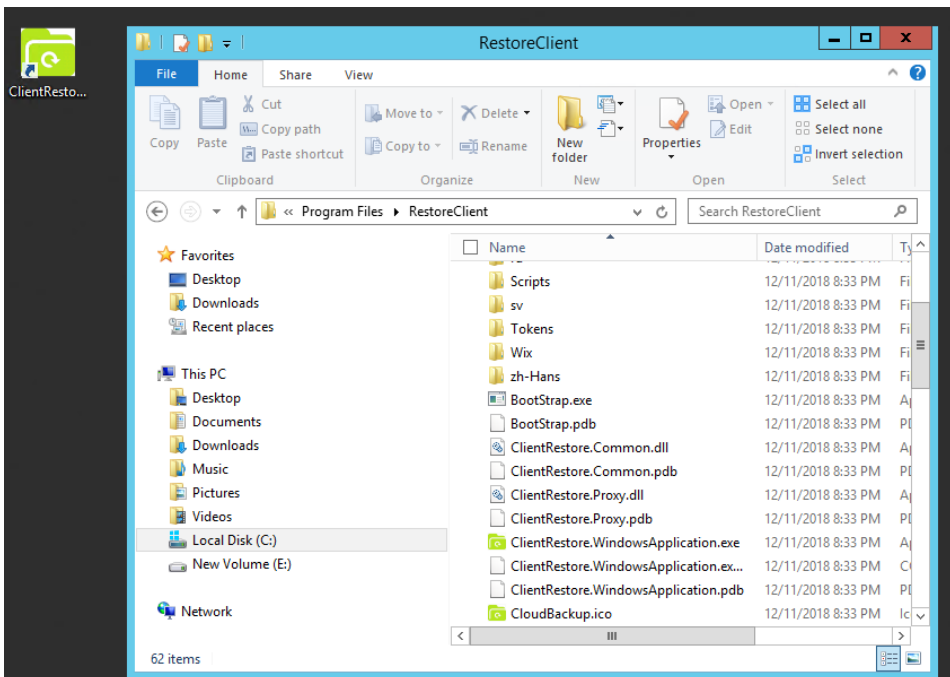 RestoreClient
ClientResto...
File Home Share View
Copy
Paste
Cut
Copy path
Paste shortcut
Clipboard
Move to
Copy to
Delete
Rename
Organize
New folder
New
Properties
Open
Edit
Open
Select all
Select none
Invert selection
Select
« Program Files RestoreClient
Search RestoreClient
Favorites
Desktop
Downloads
Recent places
This PC
Desktop
Documents
Downloads
Music
Pictures
Videos
Local Disk (C:)
New Volume (E:)
Network
Name Date modified Ty
Scripts 12/11/2018 8:33 PM Fi
sv 12/11/2018 8:33 PM Fi
Tokens 12/11/2018 8:33 PM Fi
Wix 12/11/2018 8:33 PM Fi
zh-Hans 12/11/2018 8:33 PM Fi
BootStrap.exe 12/11/2018 8:33 PM
BootStrap.pdb 12/11/2018 8:33 PM
ClientRestore.Common.dll 12/11/2018 8:33 PM
ClientRestore.Common.pdb 12/11/2018 8:33 PM
ClientRestore.Proxy.dll 12/11/2018 8:33 PM
ClientRestore.Proxy.pdb 12/11/2018 8:33 PM
ClientRestore.WindowsApplication.exe 12/11/2018 8:33 PM
ClientRestore.WindowsApplication.ex... 12/11/2018 8:33 PM
ClientRestore.WindowsApplication.pdb 12/11/2018 8:33 PM
CloudBackup.ico 12/11/2018 8:33 PM Ic
62 items